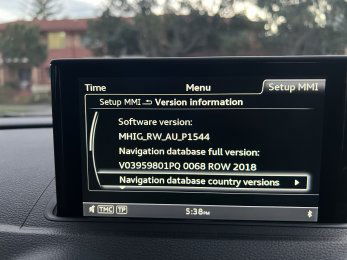 Time Menu Setup MMI
Setup MMI Version information
Software version:
MHIG_RW_AU_P1544
Navigation database full version:
V03959801PQ 0068 ROW 2018
Navigation database country versions
TMC TP 5:38PM